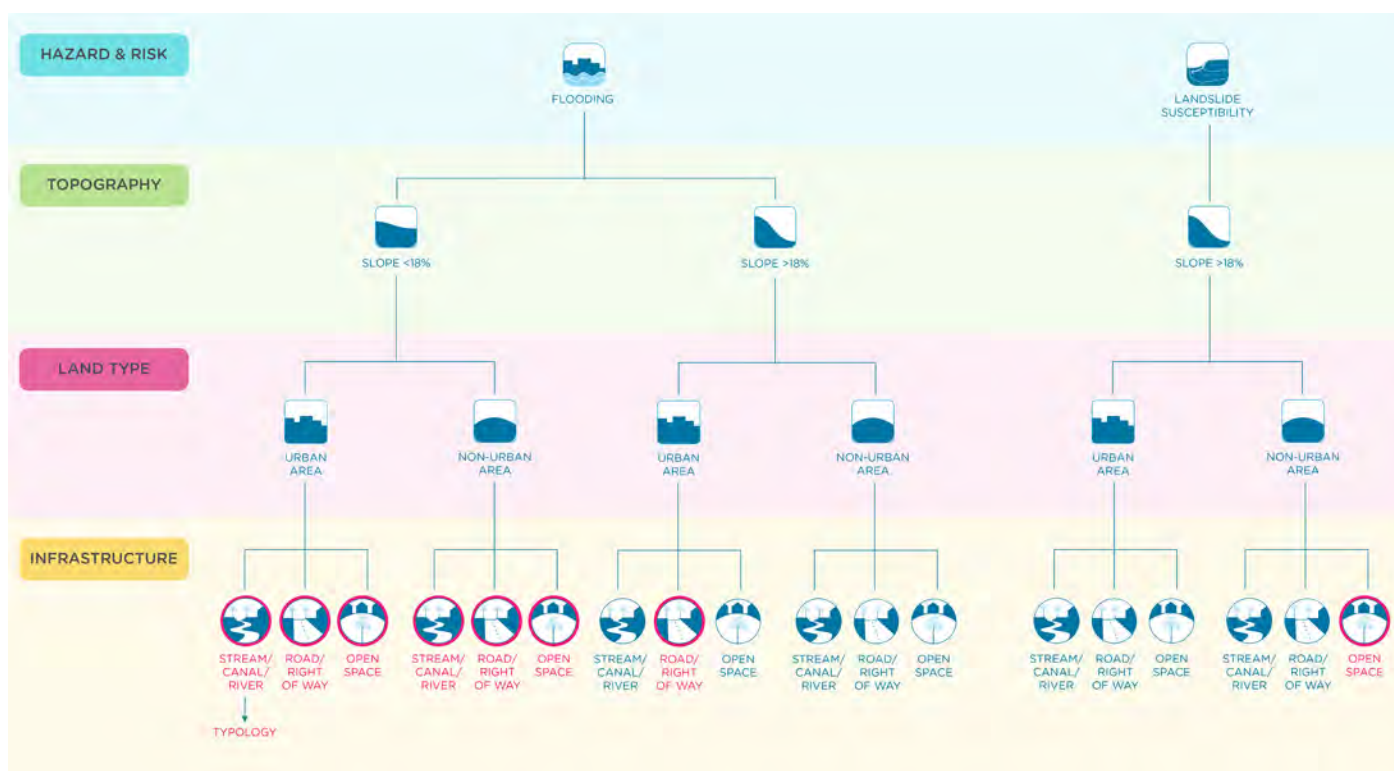 HAZARD & RISK
FLOODING
LANDSLIDE
SUSCEPTIBILITY
TOPOGRAPHY
SLOPE <18%
SLOPE >18%
SLOPE >18%
LAND TYPE
URBAN
AREA
NON-URBAN
AREA
URBAN
AREA
NON-URBAN
AREA
URBAN
AREA
NON-URBAN
AREA
INFRASTRUCTURE
STREAM/
CANAL/
RIVER
ROAD/
RIGHT
OF WAY
OPEN
SPACE
STREAM/
CANAL/
RIVER
ROAD/
RIGHT
OF WAY
OPEN
SPACE
STREAM/
CANAL/
RIVER
ROAD/
RIGHT
OF WAY
OPEN
SPACE
STREAM/
CANAL/
RIVER
ROAD/
RIGHT
OF WAY
OPEN
SPACE
STREAM/
CANAL/
RIVER
ROAD/
RIGHT
OF WAY
OPEN
SPACE
STREAM/
CANAL/
RIVER
ROAD/
RIGHT
OF WAY
OPEN
SPACE
TYPOLOGY